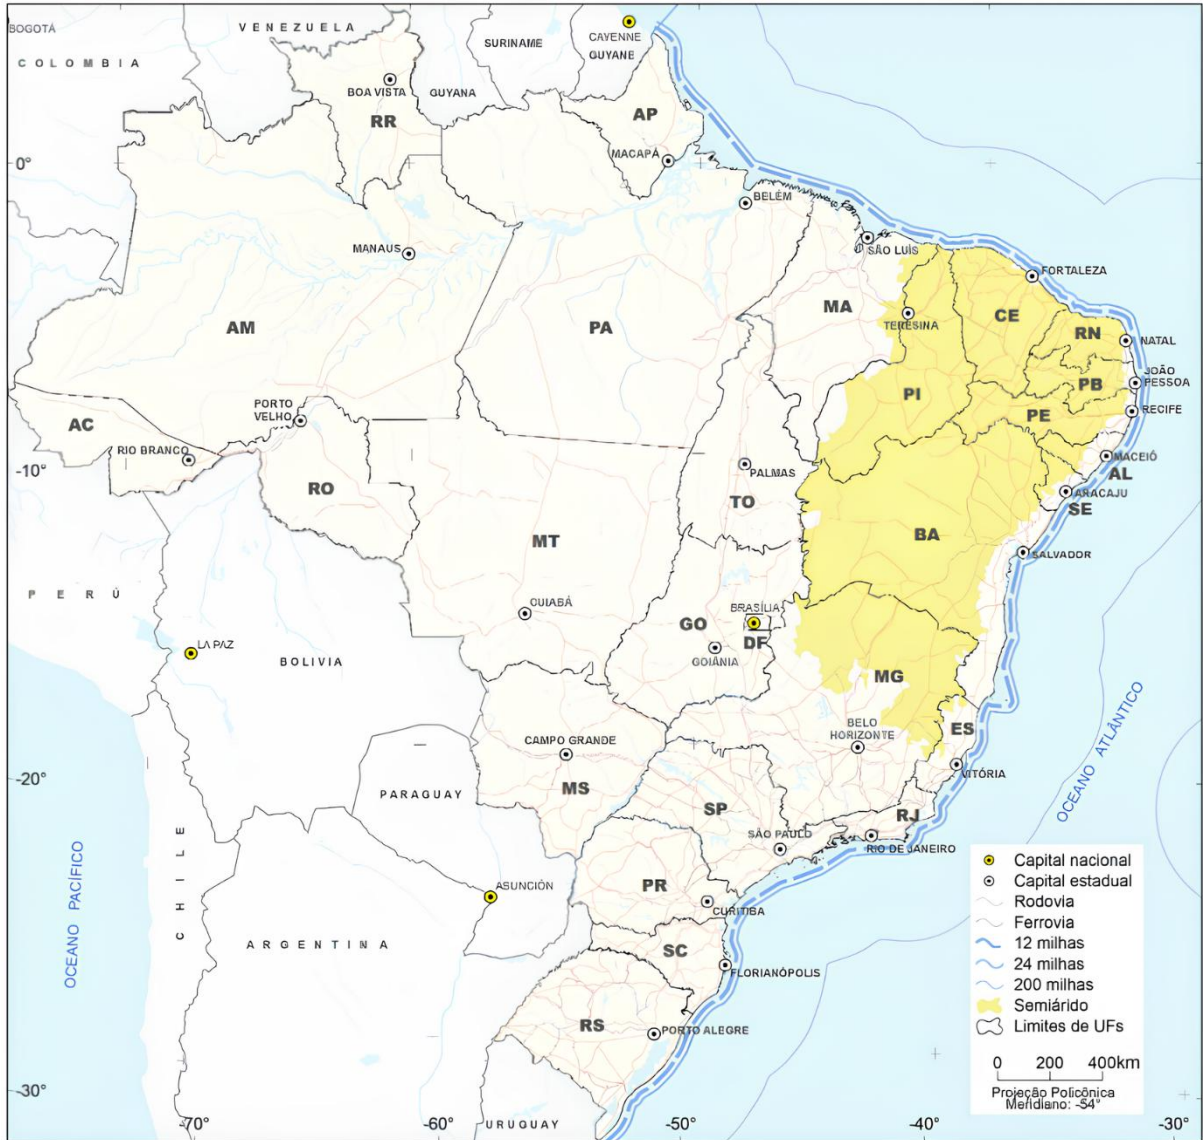 BOGOTÁ
VENEZUELA
COLOMBIA
SURINAME
CAYENNE
GUYANE
GUYANA
BOA VISTA
RR
AP
MACAPÁ
0°
BELÉM
MANAUS
SÃO LUÍS
FORTALEZA
AM
PA
MA
TERESINA
CE
RN
NATAL
JOÃO
PESSOA
PI
PB
PE
RECIFE
AC
PORTO
VELHO
RIO BRANCO
-10°
RO
PALMAS
TO
MACEIÓ
AL
ARACAJU
SE
MT
BA
SALVADOR
PERÚ
CUIABÁ
BRASÍLIA
GO
DF
GOIÂNIA
LA PAZ
BOLIVIA
MG
BELO
HORIZONTE
ES
VITÓRIA
CAMPO GRANDE
MS
-20°
PARAGUAY
SP
SÃO PAULO
RJ
RIO DE JANEIRO
OCEANO ATLÂNTICO
OCEANO PACÍFICO
CHILE
ASUNCIÓN
PR
CURITIBA
ARGENTINA
SC
FLORIANÓPOLIS
RS
PORTO ALEGRE
-30°
URUGUAY
-70°
-60°
-50°
-40°
-30°
Capital nacional
Capital estadual
Rodovia
Ferrovia
12 milhas
24 milhas
200 milhas
Semiárido
Limites de UFs
0 200 400km
Projeção Policônica
Meridiano: -54°